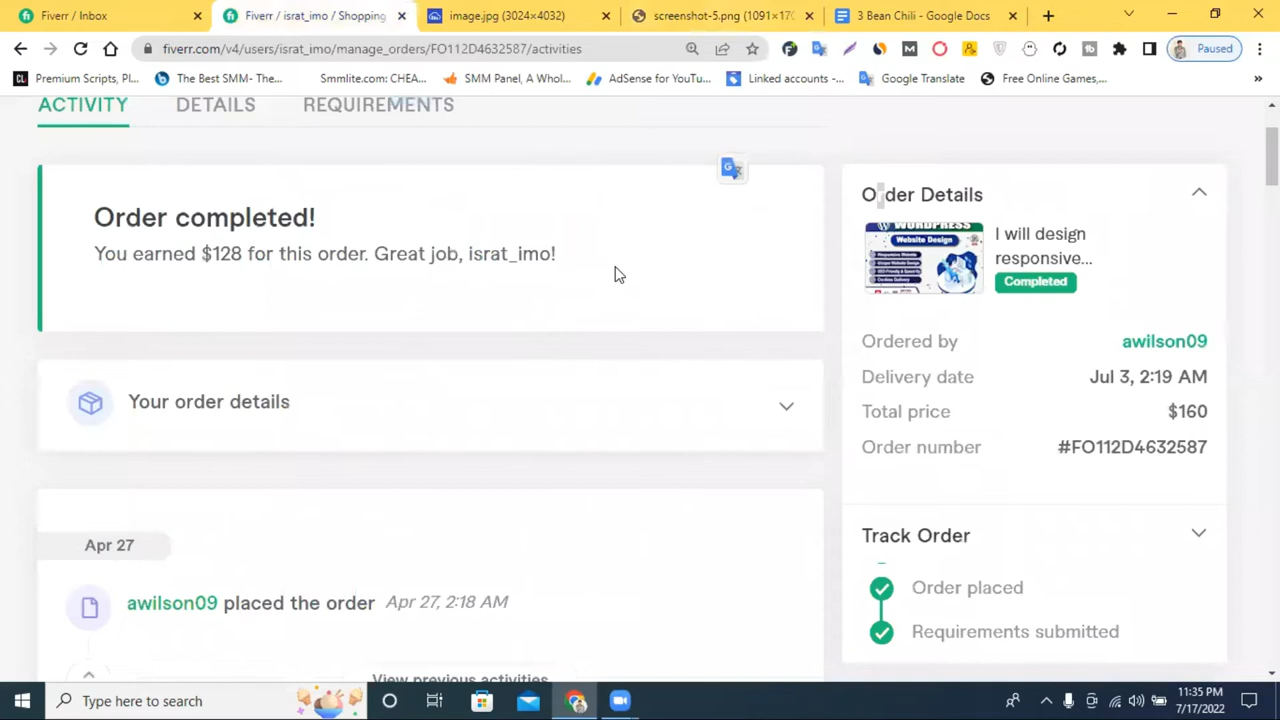 Fiverr / Inbox
Fiverr / israt_imo / Shopping
image.jpg (3024×4032)
screenshot-5.png (1091×17
3 Bean Chili - Google Docs
fiverr.com/v4/users/israt_imo/manage_orders/FO112D4632587/activities
Paused
Premium Scripts, Pl...
The Best SMM- The...
Smmlite.com: CHEA...
SMM Panel, A Whol...
AdSense for YouTu...
Linked accounts -...
Google Translate
Free Online Games,...
ACTIVITY
DETAILS
REQUIREMENTS
Order completed!
You earned $128 for this order. Great job, israt_imo!
Your order details
Apr 27
awilson09 placed the order Apr 27, 2:18 AM
View previous activities
Order Details
WORDPRESS
Website Design
I will design
responsive...
Completed
Ordered by awilson09
Delivery date Jul 3, 2:19 AM
Total price $160
Order number #FO112D4632587
Track Order
Order placed
Requirements submitted
Type here to search
11:35 PM
7/17/2022